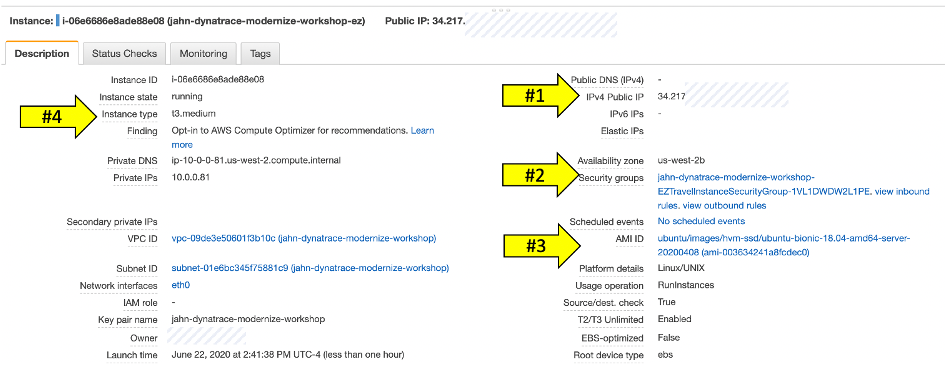 Instance: i-06e6686e8ade88e08 (jahn-dynatrace-modernize-workshop-ez) Public IP: 34.217.
Description Status Checks Monitoring Tags
Instance ID i-06e6686e8ade88e08
Instance state running
Instance type t3.medium
Finding Opt-in to AWS Compute Optimizer for recommendations. Learn
more
Private DNS ip-10-0-0-81.us-west-2.compute.internal
Private IPs 10.0.0.81
Secondary private IPs
VPC ID vpc-09de3e50601f3b10c (jahn-dynatrace-modernize-workshop)
Subnet ID subnet-01e6bc345f75881c9 (jahn-dynatrace-modernize-workshop)
Network interfaces eth0
IAM role -
Key pair name jahn-dynatrace-modernize-workshop
Owner
Launch time June 22, 2020 at 2:41:38 PM UTC-4 (less than one hour)
#4
Public DNS (IPv4) -
IPv4 Public IP 34.217
IPv6 IPs -
Elastic IPs
Availability zone us-west-2b
Security groups jahn-dynatrace-modernize-workshop-
EZTravelInstanceSecurityGroup-1VL1DWDW2L1PE. view inbound
rules. view outbound rules
Scheduled events No scheduled events
AMI ID ubuntu/images/hvm-ssd/ubuntu-bionic-18.04-amd64-server-
20200408 (ami-003634241a8fcdec0)
Platform details Linux/UNIX
Usage operation RunInstances
Source/dest. check True
T2/T3 Unlimited Enabled
EBS-optimized False
Root device type ebs
#1
#2
#3